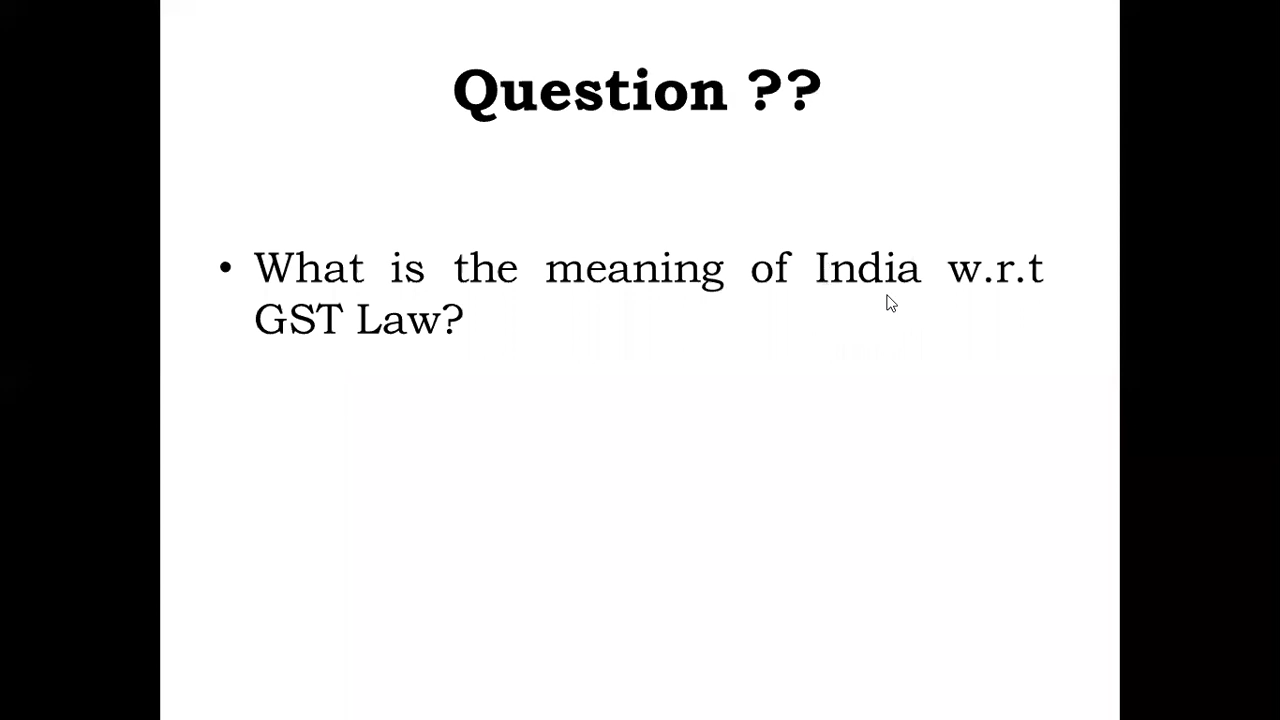 Question ??
• What is the meaning of India w.r.t
GST Law?